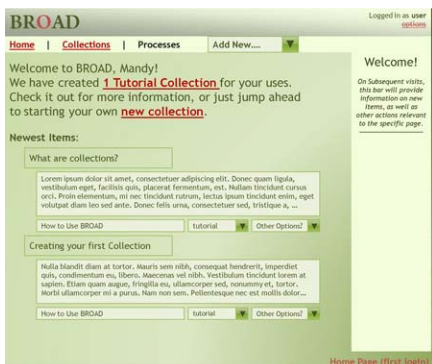 BROAD
Logged in as user
options
Home | Collections | Processes Add New....
Welcome to BROAD, Mandy!
We have created 1 Tutorial Collection for your uses.
Check it out for more information, or just jump ahead
to starting your own new collection.
Newest Items:
What are collections?
Lorem ipsum dolor sit amet, consectetuer adipiscing elit. Donec quam ligula,
vestibulum eget, facilisis quis, placerat fermentum, est. Nullam tincidunt cursus
orci. Proin elementum, mi nec tincidunt rutrum, lectus ipsum tincidunt enim, eget
volutpat diam leo sed ante. Donec felis urna, consectetuer sed, tristique a, ...
How to Use BROAD tutorial Other Options?
Creating your first Collection
Nulla blandit diam at tortor. Mauris sem nibh, consequat hendrerit, imperdiet
quis, condimentum eu, libero. Maecenas vel nibh. Vestibulum tincidunt lorem at
sapien. Etiam quam augue, fringilla eu, ullamcorper sed, nonummy et, tortor.
Morbi ullamcorper mi a purus. Nam non sem. Pellentesque nec est mollis dolor...
How to Use BROAD tutorial Other Options?
Welcome!
On Subsequent visits,
this bar will provide
information on new
items, as well as
other actions relevant
to the specific page.
Home Page (first login)